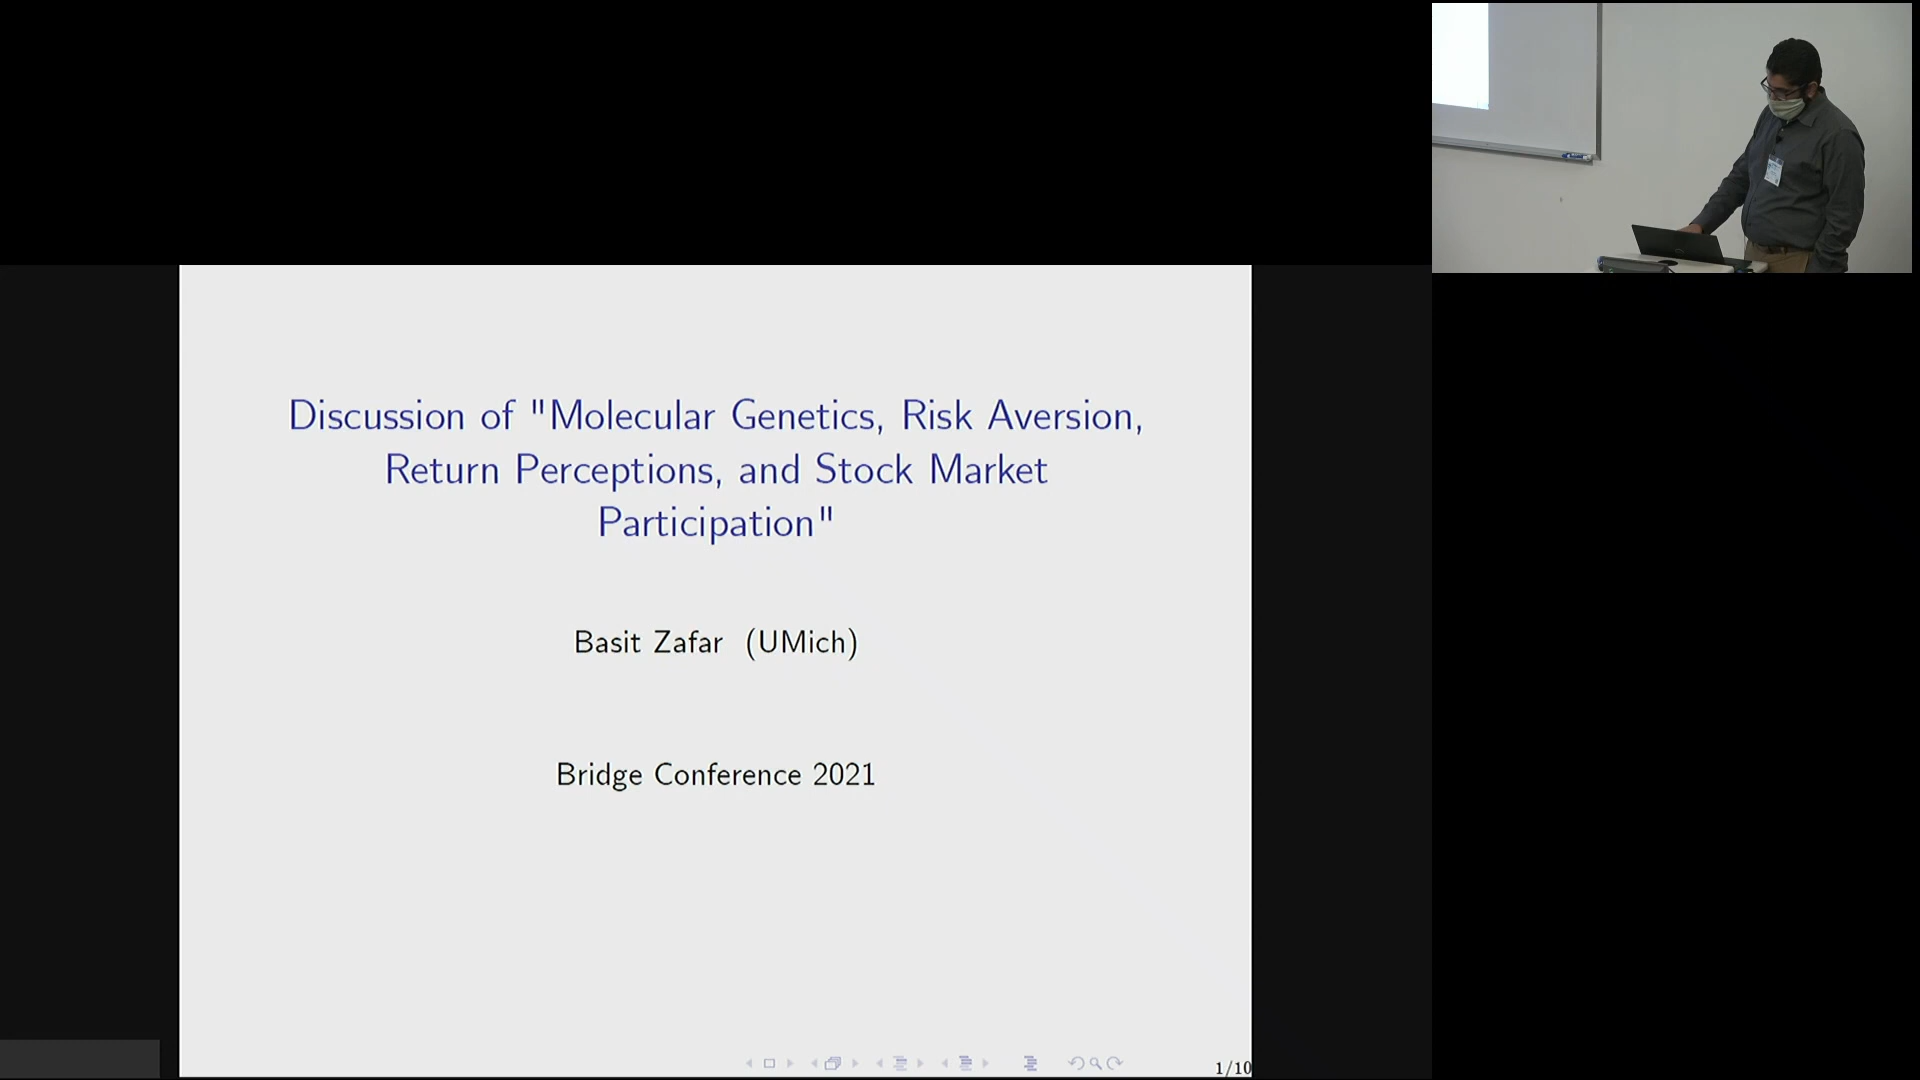 Discussion of "Molecular Genetics, Risk Aversion,
Return Perceptions, and Stock Market
Participation"
Basit Zafar (UMich)
Bridge Conference 2021
1/10